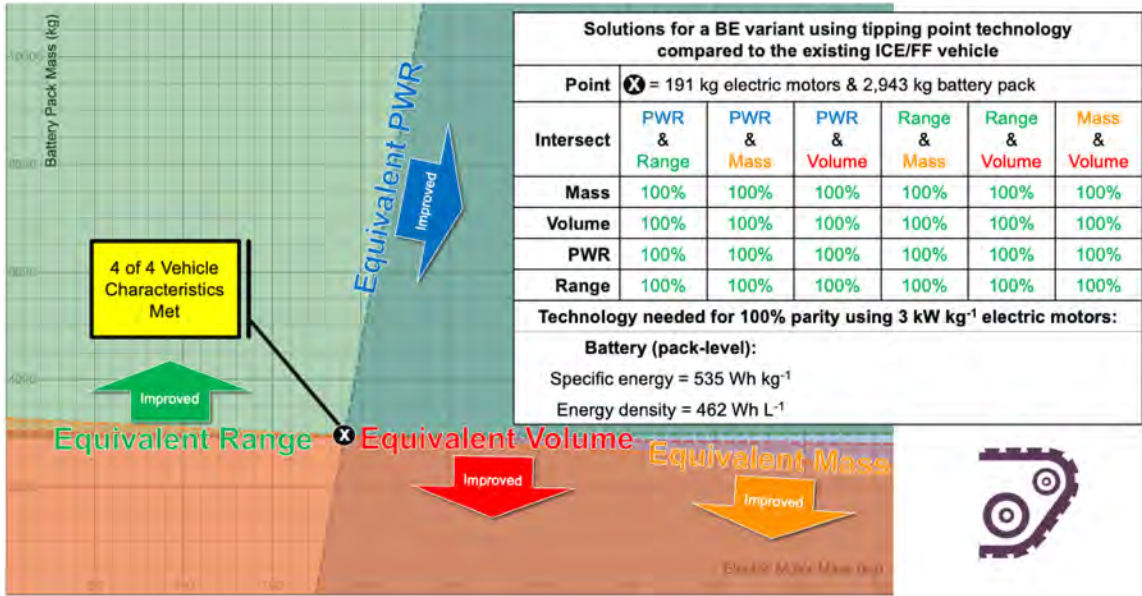 Solutions for a BE variant using tipping point technology
compared to the existing ICE/FF vehicle
Point
X = 191 kg electric motors & 2,943 kg battery pack
Intersect
PWR & Range
PWR & Mass
PWR & Volume
Range & Mass
Range & Volume
Mass & Volume
Mass 100% 100% 100% 100% 100% 100%
Volume 100% 100% 100% 100% 100% 100%
PWR 100% 100% 100% 100% 100% 100%
Range 100% 100% 100% 100% 100% 100%
Technology needed for 100% parity using 3 kW kg⁻¹ electric motors:
Battery (pack-level):
Specific energy = 535 Wh kg⁻¹
Energy density = 462 Wh L⁻¹
Battery Pack Mass (kg)
Equivalent PWR
Improved
4 of 4 Vehicle
Characteristics
Met
Improved
Equivalent Range
X
Equivalent Volume
Improved
Equivalent Mass
Improved
Electric Motor Mass